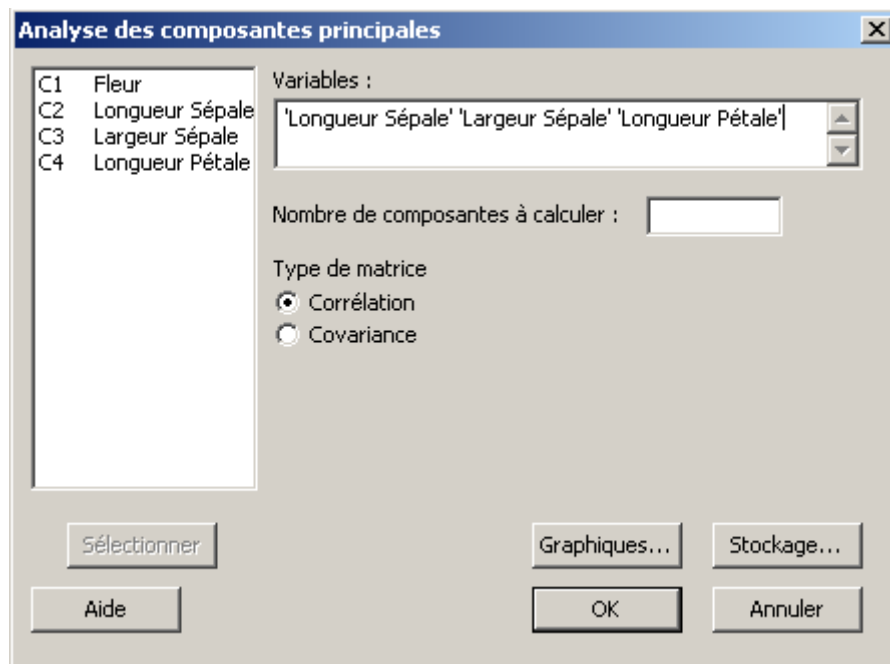 Analyse des composantes principales
C1 Fleur
C2 Longueur Sépale
C3 Largeur Sépale
C4 Longueur Pétale
Variables :
'Longueur Sépale' 'Largeur Sépale' 'Longueur Pétale'
Nombre de composantes à calculer :
Type de matrice
Corrélation
Covariance
Sélectionner
Graphiques...
Stockage...
Aide
OK
Annuler